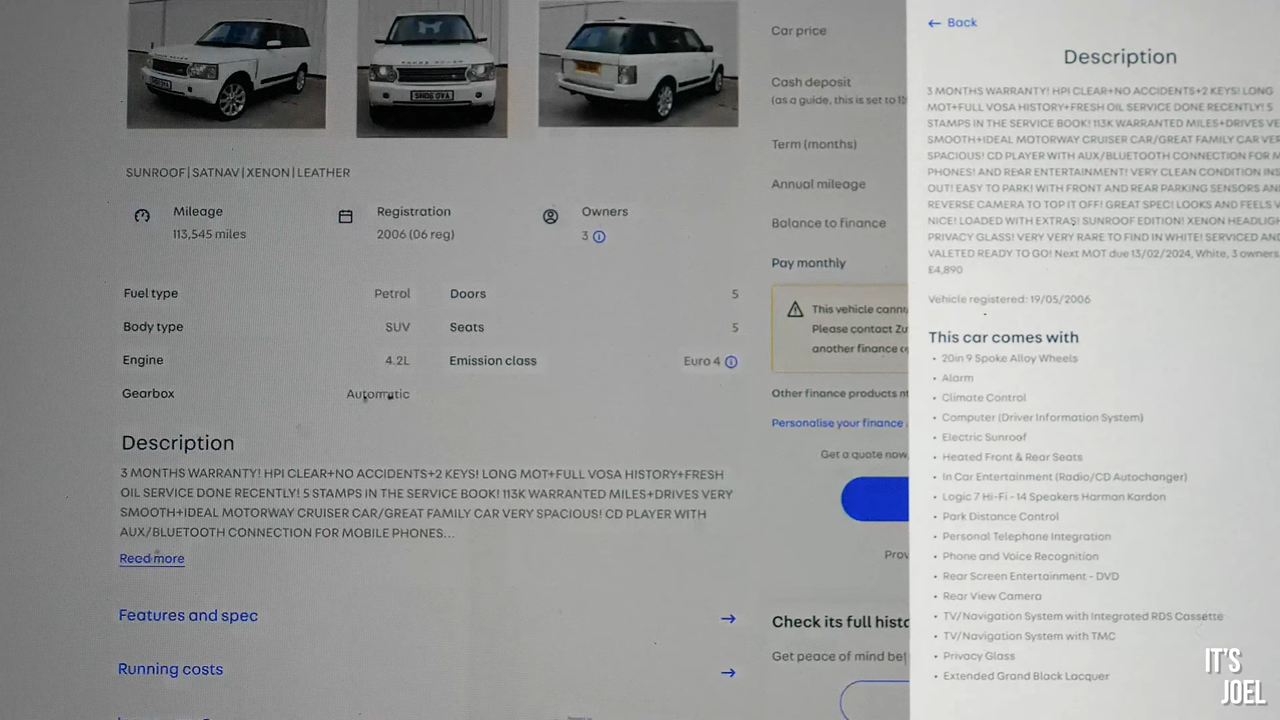 SUNROOF|SATNAV|XENON|LEATHER
Mileage
113,545 miles
Registration
2006 (06 reg)
Owners
3
Fuel type
Petrol
Doors
5
Body type
SUV
Seats
5
Engine
4.2L
Emission class
Euro 4
Gearbox
Automatic
Description
3 MONTHS WARRANTY! HPI CLEAR+NO ACCIDENTS+2 KEYS! LONG MOT+FULL VOSA HISTORY+FRESH
OIL SERVICE DONE RECENTLY! 5 STAMPS IN THE SERVICE BOOK! 113K WARRANTED MILES+DRIVES VERY
SMOOTH+IDEAL MOTORWAY CRUISER CAR/GREAT FAMILY CAR VERY SPACIOUS! CD PLAYER WITH
AUX/BLUETOOTH CONNECTION FOR MOBILE PHONES...
Read more
Features and spec
Running costs
Car price
Cash deposit
(as a guide, this is set to
Term (months)
Annual mileage
Balance to finance
Pay monthly
This vehicle
Please contact
another finance
Other finance products
Personalise your finance
Get a quote now
Check its full
Get peace of mind
← Back
Description
3 MONTHS WARRANTY! HPI CLEAR+NO ACCIDENTS+2 KEYS! LONG
MOT+FULL VOSA HISTORY+FRESH OIL SERVICE DONE RECENTLY! 5
STAMPS IN THE SERVICE BOOK! 113K WARRANTED MILES+DRIVES VE
SMOOTH+IDEAL MOTORWAY CRUISER CAR/GREAT FAMILY CAR VER
SPACIOUS! CD PLAYER WITH AUX/BLUETOOTH CONNECTION FOR M
PHONES! AND REAR ENTERTAINMENT! VERY CLEAN CONDITION INS
OUT! EASY TO PARK! WITH FRONT AND REAR PARKING SENSORS AN
REVERSE CAMERA TO TOP IT OFF! GREAT SPEC! LOOKS AND FEELS V
NICE! LOADED WITH EXTRAS! SUNROOF EDITION! XENON HEADLIG
PRIVACY GLASS! VERY VERY RARE TO FIND IN WHITE! SERVICED AND
VALETED READY TO GO! Next MOT due 13/02/2024, White, 3 owners
£4,890
Vehicle registered: 19/05/2006
This car comes with
• 20in 9 Spoke Alloy Wheels
• Alarm
• Climate Control
• Computer (Driver Information System)
• Electric Sunroof
• Heated Front & Rear Seats
• In Car Entertainment (Radio/CD Autochanger)
• Logic 7 Hi-Fi - 14 Speakers Harman Kardon
• Park Distance Control
• Personal Telephone Integration
• Phone and Voice Recognition
• Rear Screen Entertainment - DVD
• Rear View Camera
• TV/Navigation System with Integrated RDS Cassette
• TV/Navigation System with TMC
• Privacy Glass
• Extended Grand Black Lacquer
IT'S
JOEL